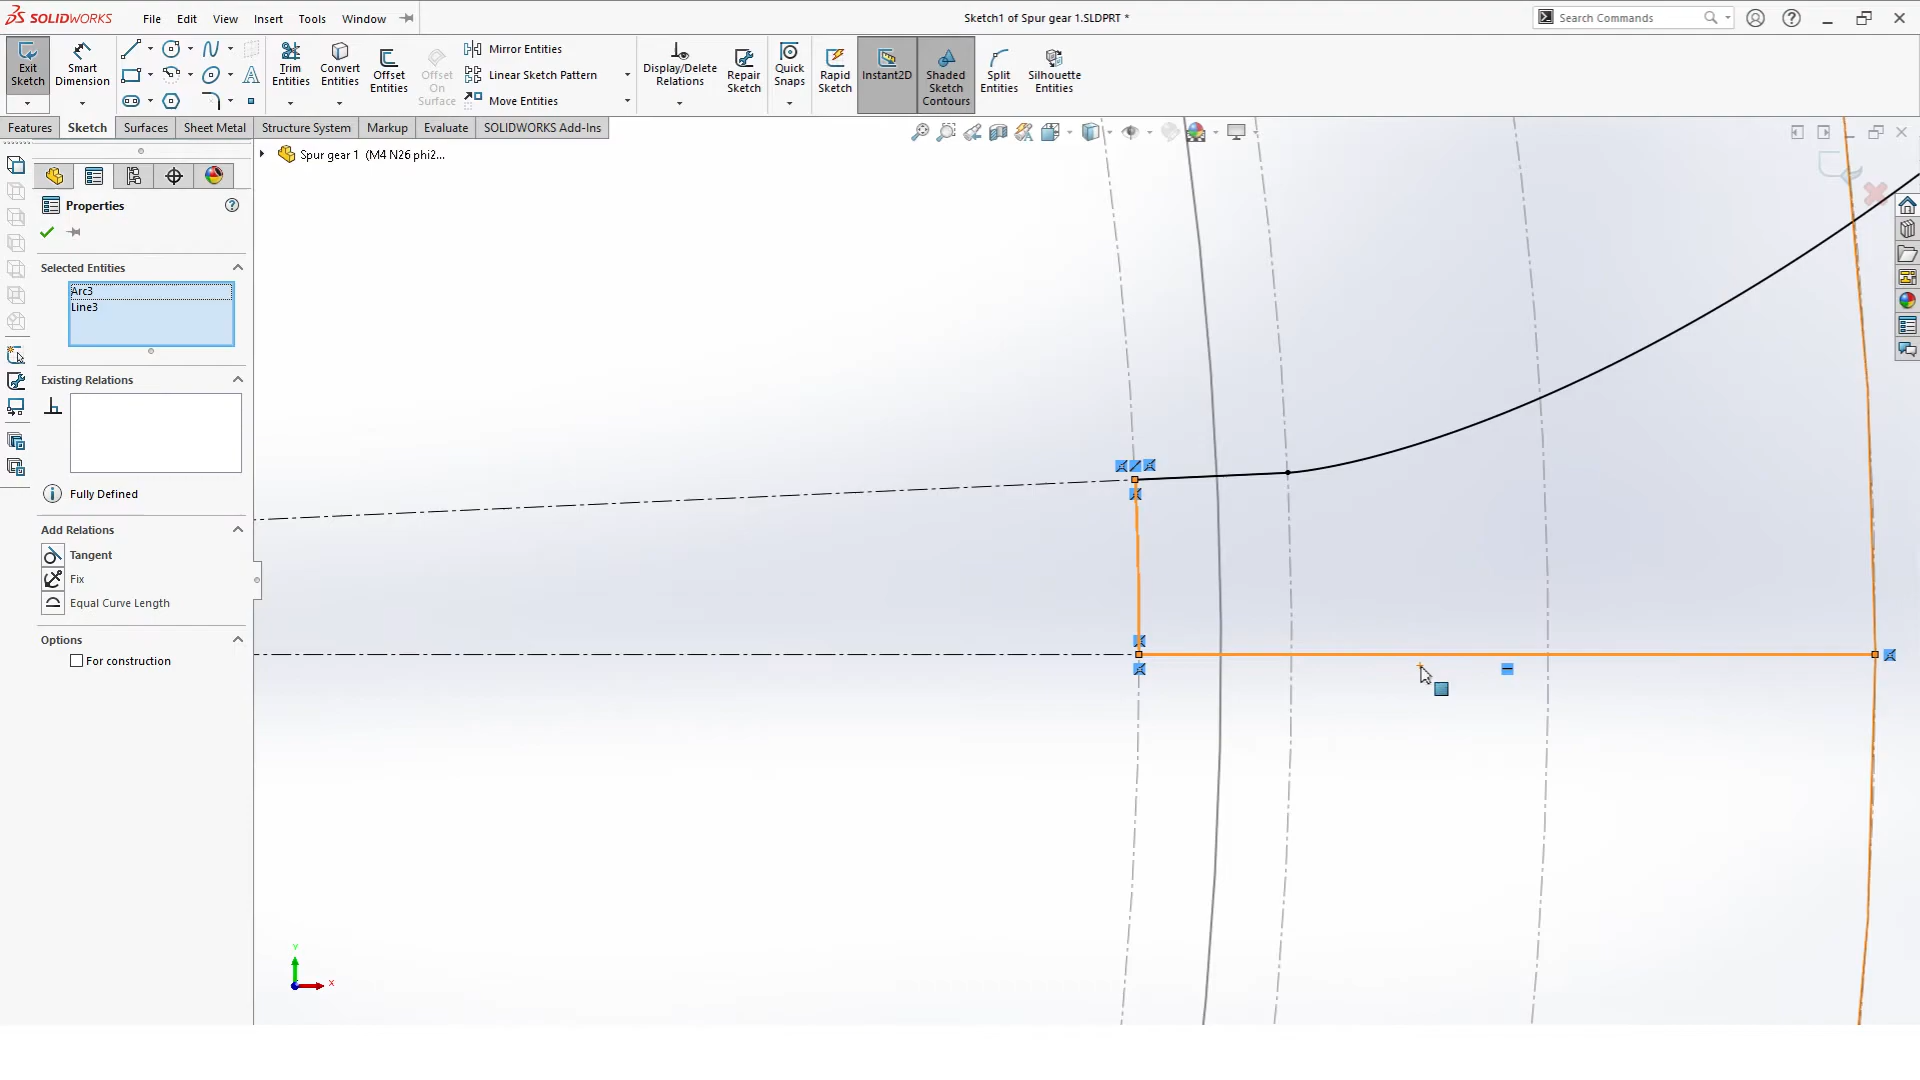 SOLIDWORKS File Edit View Insert Tools Window Sketch1 of Spur gear 1.SLDPRT * Search Commands
Exit Sketch
Smart Dimension
Trim Entities
Convert Entities
Offset Entities
Offset On Surface
Mirror Entities
Linear Sketch Pattern
Move Entities
Display/Delete Relations
Repair Sketch
Quick Snaps
Rapid Sketch
Instant2D
Shaded Sketch Contours
Split Entities
Silhouette Entities
Features Sketch Surfaces Sheet Metal Structure System Markup Evaluate SOLIDWORKS Add-Ins
Spur gear 1 (M4 N26 phi2...
Properties
Selected Entities
Arc3
Line3
Existing Relations
Fully Defined
Add Relations
Tangent
Fix
Equal Curve Length
Options
For construction
Y
X